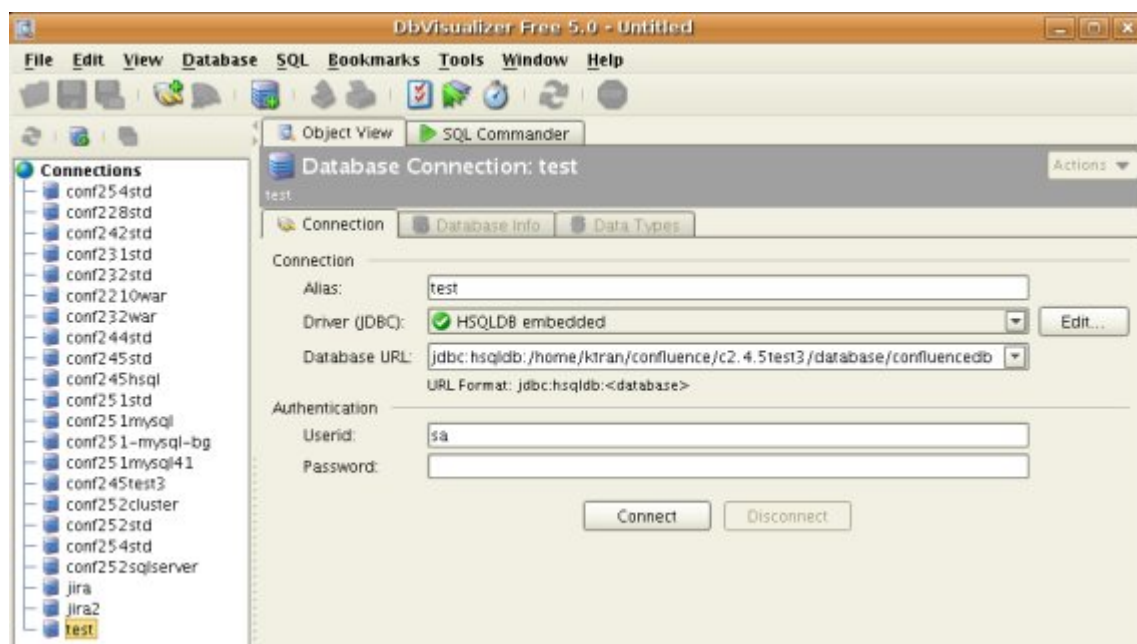 DbVisualizer Free 5.0 - Untitled
File Edit View Database SQL Bookmarks Tools Window Help
Object View SQL Commander
Connections
conf254std
conf228std
conf242std
conf231std
conf232std
conf2210war
conf232war
conf244std
conf245std
conf245hsql
conf251std
conf251mysql
conf251-mysql-bg
conf251mysql41
conf245test3
conf252cluster
conf252std
conf254std
conf252sqlserver
jira
jira2
test
Database Connection: test
Actions
test
Connection Database Info Data Types
Connection
Alias: test
Driver (JDBC): HSQLDB embedded Edit...
Database URL: jdbc:hsqldb:/home/ktran/confluence/c2.4.5test3/database/confluencedb
URL Format: jdbc:hsqldb:<database>
Authentication
Userid: sa
Password:
Connect Disconnect